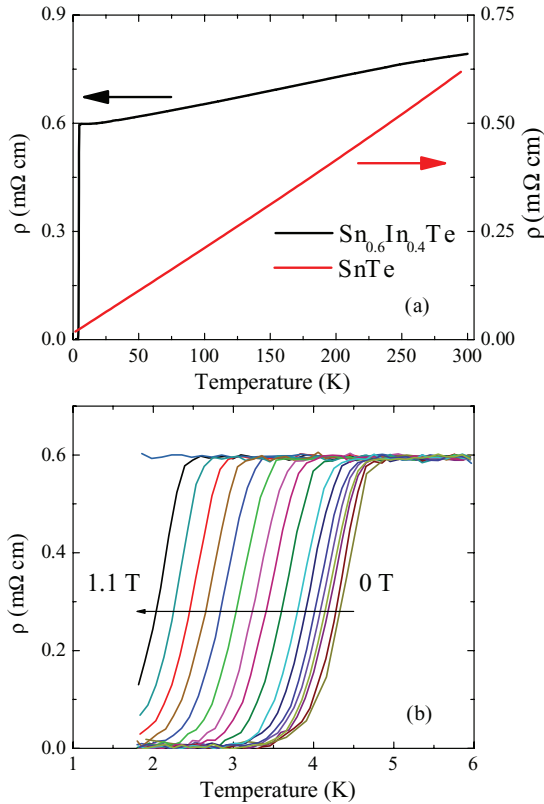 (a)
0.9
0.6
0.3
0.0
ρ (mΩ cm)
0.75
0.50
0.25
0.00
ρ (mΩ cm)
Sn0.6In0.4Te
SnTe
0 50 100 150 200 250 300
Temperature (K)
(b)
0.6
0.4
0.2
0.0
ρ (mΩ cm)
1.1 T 0 T
1 2 3 4 5 6
Temperature (K)